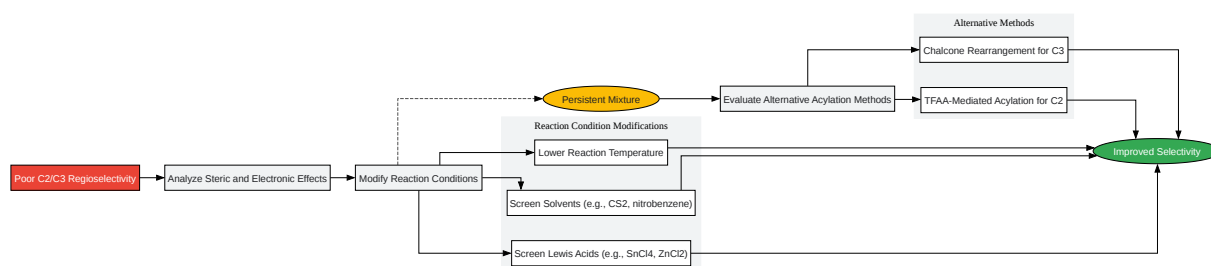 Alternative Methods
Chalcone Rearrangement for C3
Persistent Mixture
Evaluate Alternative Acylation Methods
TFAA-Mediated Acylation for C2
Reaction Condition Modifications
Lower Reaction Temperature
Improved Selectivity
Poor C2/C3 Regioselectivity
Analyze Steric and Electronic Effects
Modify Reaction Conditions
Screen Solvents (e.g., CS2, nitrobenzene)
Screen Lewis Acids (e.g., SnCl4, ZnCl2)